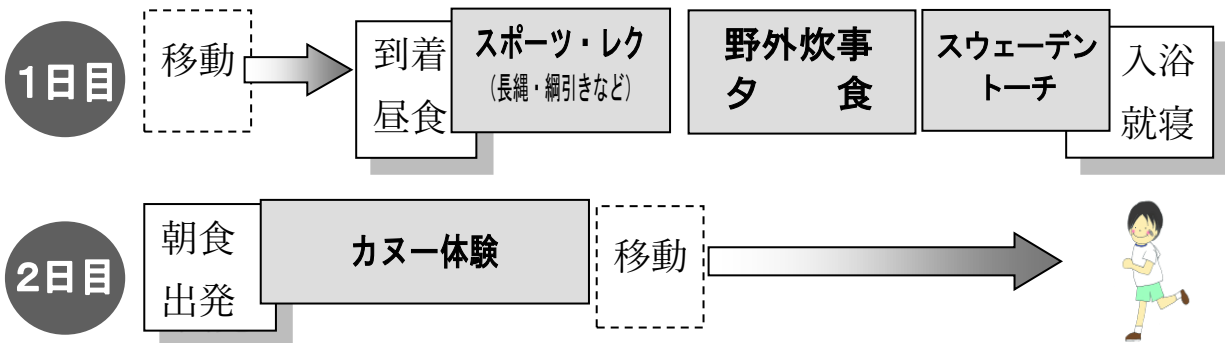 1日目
移動
到着
昼食
スポーツ・レク
(長縄・綱引きなど)
野外炊事
夕　食
スウェーデン
トーチ
入浴
就寝
2日目
朝食
出発
カヌー体験
移動